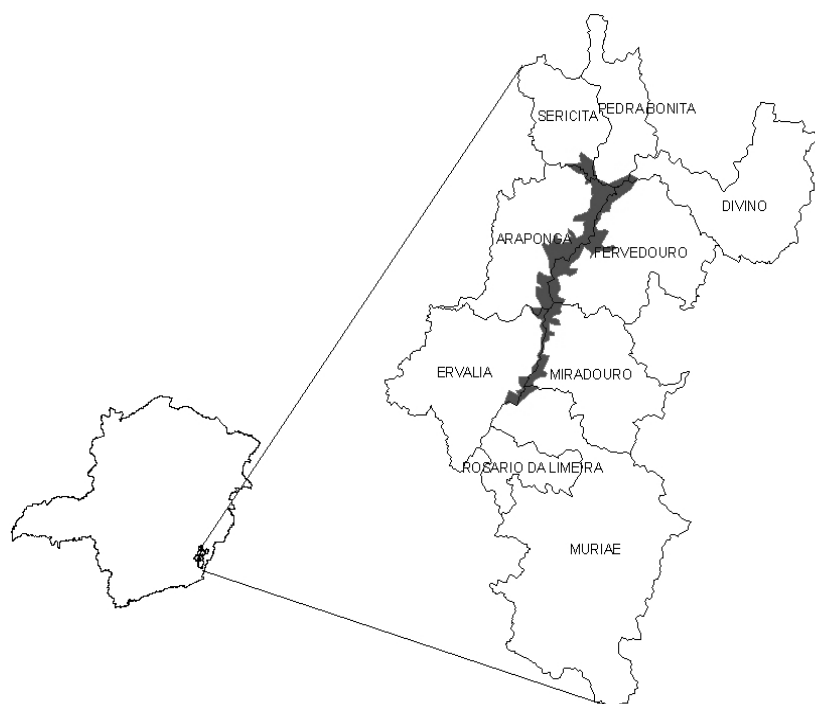 SERICITA
PEDRA BONITA
DIVINO
ARAPONGA
FERVEDOURO
ERVALIA
MIRADOURO
ROSARIO DA LIMEIRA
MURIAE